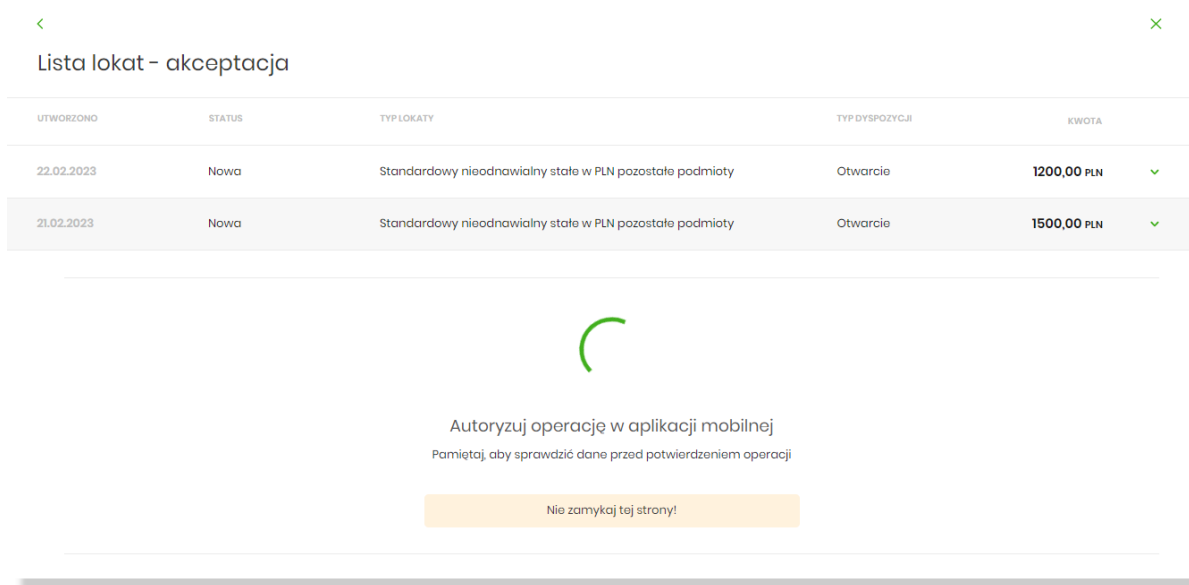 Lista lokat - akceptacja
UTWORZONO STATUS TYP LOKATY TYP DYSPOZYCJI KWOTA
22.02.2023 Nowa Standardowy nieodnawialny stałe w PLN pozostałe podmioty Otwarcie 1200,00 PLN
21.02.2023 Nowa Standardowy nieodnawialny stałe w PLN pozostałe podmioty Otwarcie 1500,00 PLN
Autoryzuj operację w aplikacji mobilnej
Pamiętaj, aby sprawdzić dane przed potwierdzeniem operacji
Nie zamykaj tej strony!